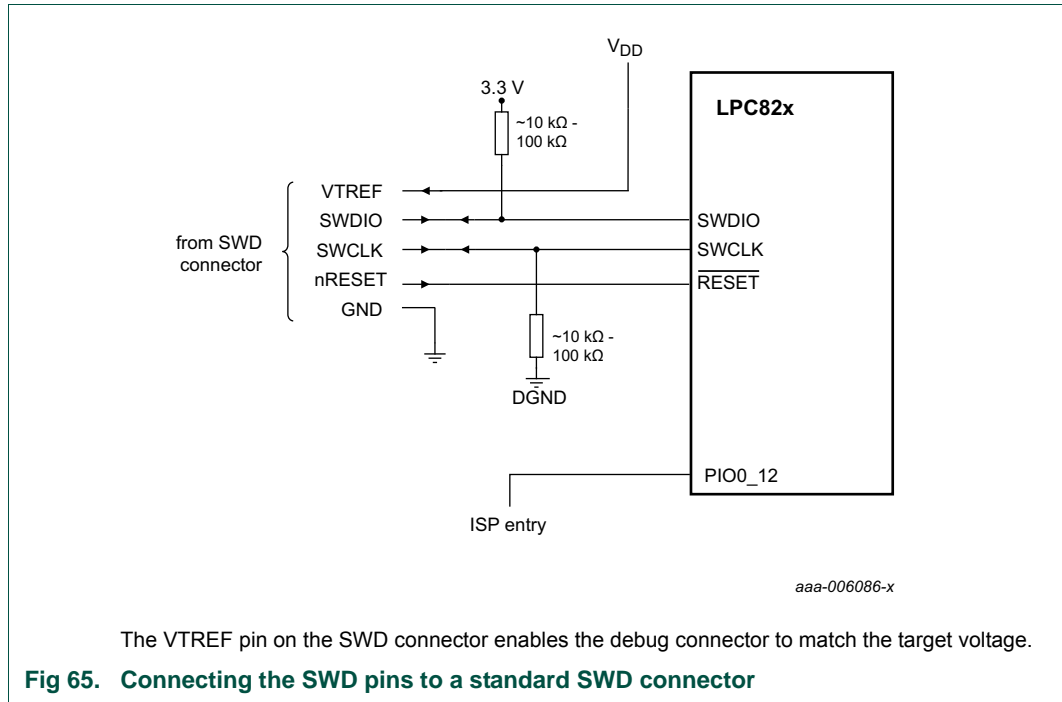 VDD
3.3 V
~10 kΩ -
100 kΩ
LPC82x
VTREF
SWDIO
SWDIO
from SWD
connector
SWCLK
SWCLK
nRESET
RESET
GND
~10 kΩ -
100 kΩ
DGND
PIO0_12
ISP entry
aaa-006086-x
The VTREF pin on the SWD connector enables the debug connector to match the target voltage.
Fig 65. Connecting the SWD pins to a standard SWD connector